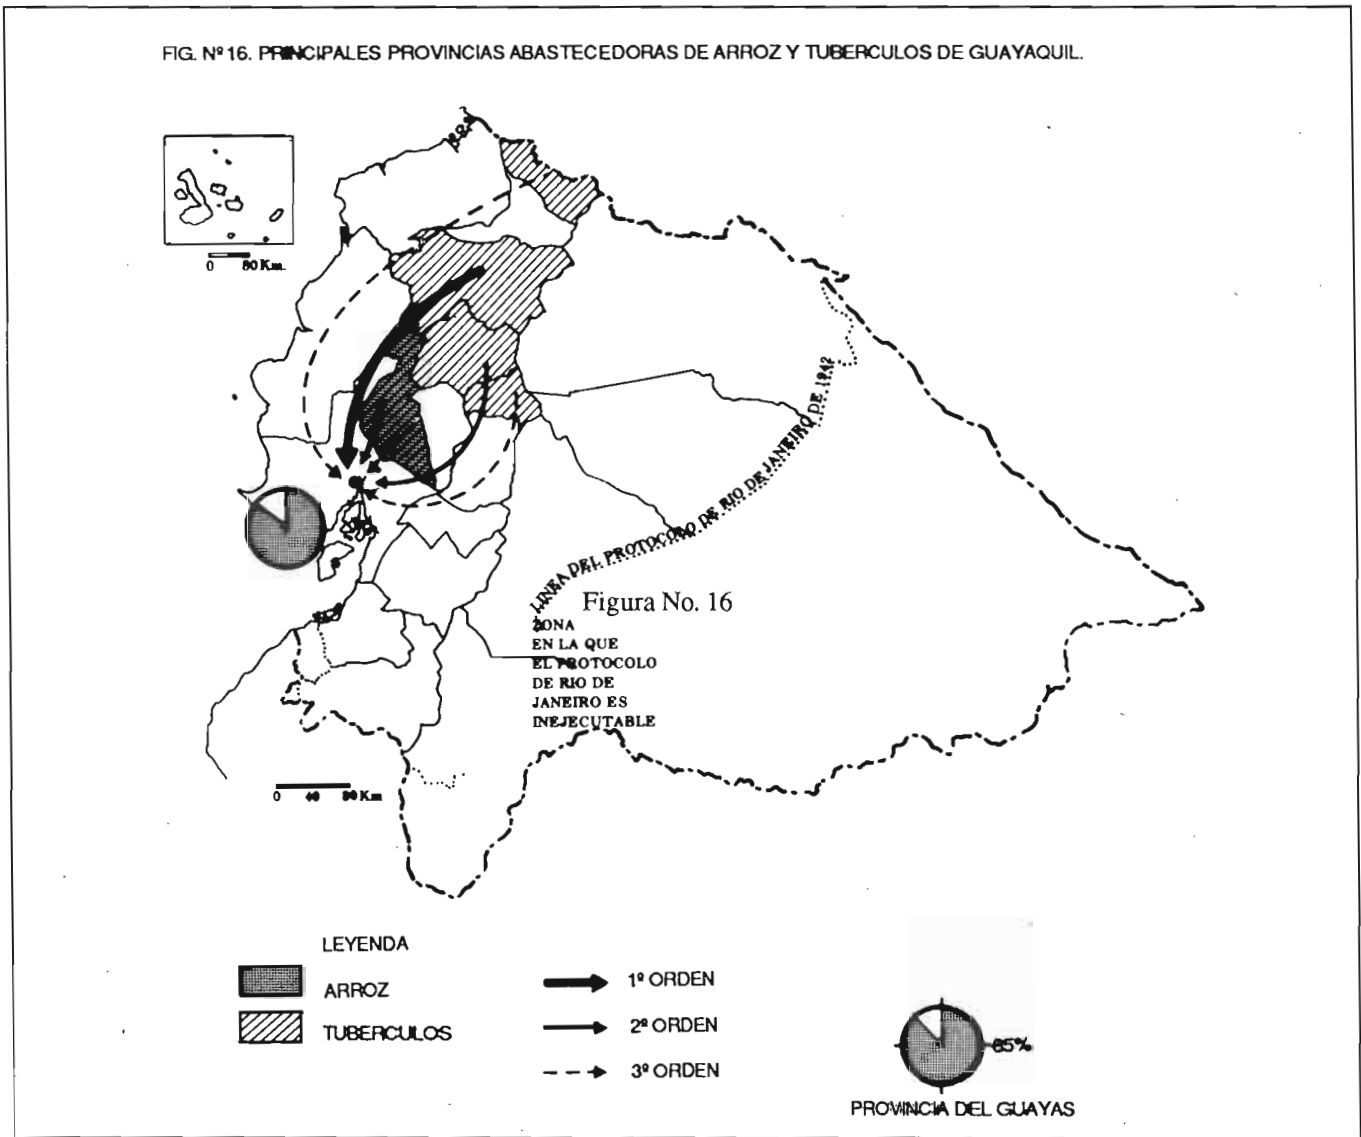 FIG. Nº 16. PRINCIPALES PROVINCIAS ABASTECEDORAS DE ARROZ Y TUBERCULOS DE GUAYAQUIL.
0 80 Km.
LINEA DEL PROTOCOLO DE RIO DE JANEIRO DE 1942
Figura No. 16
ZONA
EN LA QUE
EL PROTOCOLO
DE RIO DE
JANEIRO ES
INEJECUTABLE
0 40 80 Km
LEYENDA
ARROZ
TUBERCULOS
1º ORDEN
2º ORDEN
3º ORDEN
85%
PROVINCIA DEL GUAYAS